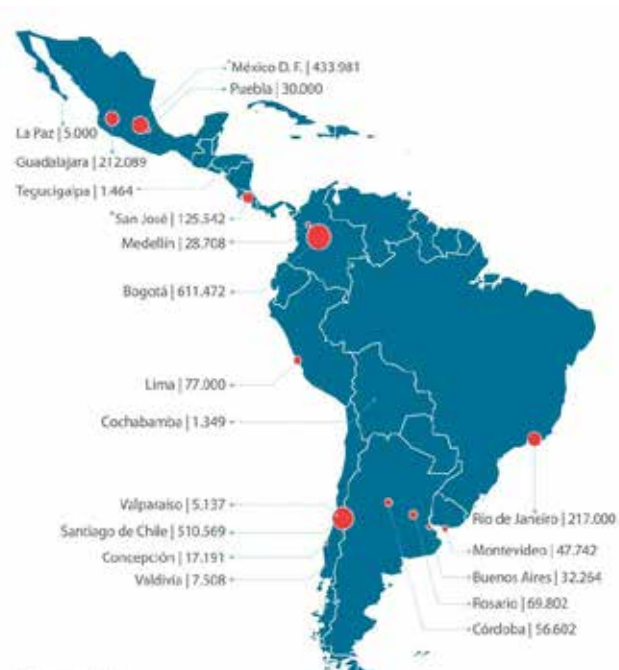 *México D. F. | 433.981
Puebla | 30.000
La Paz | 5.000
Guadalajara | 212.089
Tegucigalpa | 1.464
*San José | 125.542
Medellín | 28.708
Bogotá | 611.472
Lima | 77.000
Cochabamba | 1.349
Valparaíso | 5.137
Santiago de Chile | 510.569
Concepción | 17.191
Valdivia | 7.508
Río de Janeiro | 217.000
Montevideo | 47.742
Buenos Aires | 32.264
Rosario | 69.802
Córdoba | 56.602